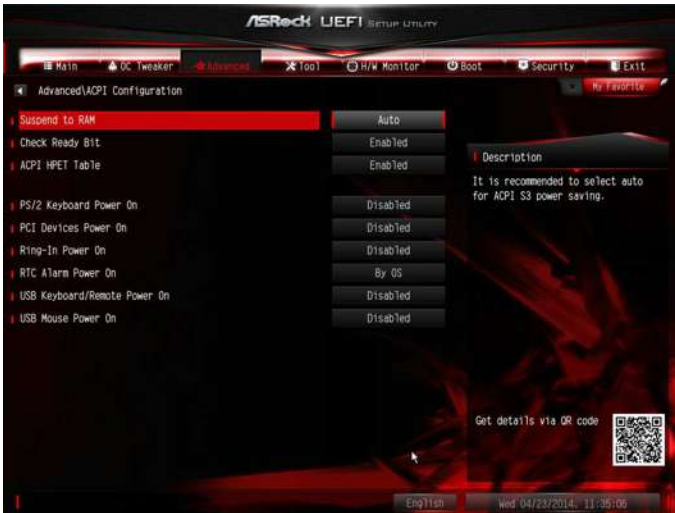 ASRock UEFI SETUP UTILITY
Main OC Tweaker Advanced Tool H/W Monitor Boot Security Exit
Advanced\ACPI Configuration
My Favorite
Suspend to RAM Auto
Check Ready Bit Enabled
ACPI HPET Table Enabled
PS/2 Keyboard Power On Disabled
PCI Devices Power On Disabled
Ring-In Power On Disabled
RTC Alarm Power On By OS
USB Keyboard/Remote Power On Disabled
USB Mouse Power On Disabled
Description
It is recommended to select auto
for ACPI S3 power saving.
Get details via QR code
English
Wed 04/23/2014, 11:35:06